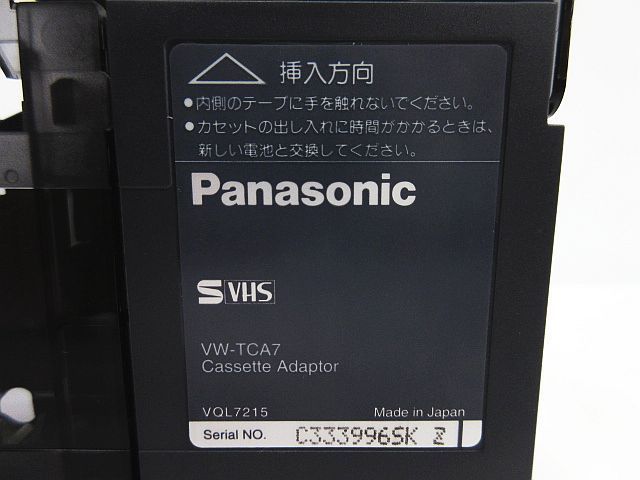 挿入方向
●内側のテープに手を触れないでください。
●カセットの出し入れに時間がかかるときは、
新しい電池と交換してください。
Panasonic
S VHS
VW-TCA7
Cassette Adaptor
VQL7215 Made in Japan
Serial NO. C333996SK Z